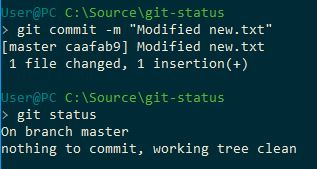 User@PC C:\Source\git-status
> git commit -m "Modified new.txt"
[master caafab9] Modified new.txt
 1 file changed, 1 insertion(+)
User@PC C:\Source\git-status
> git status
On branch master
nothing to commit, working tree clean